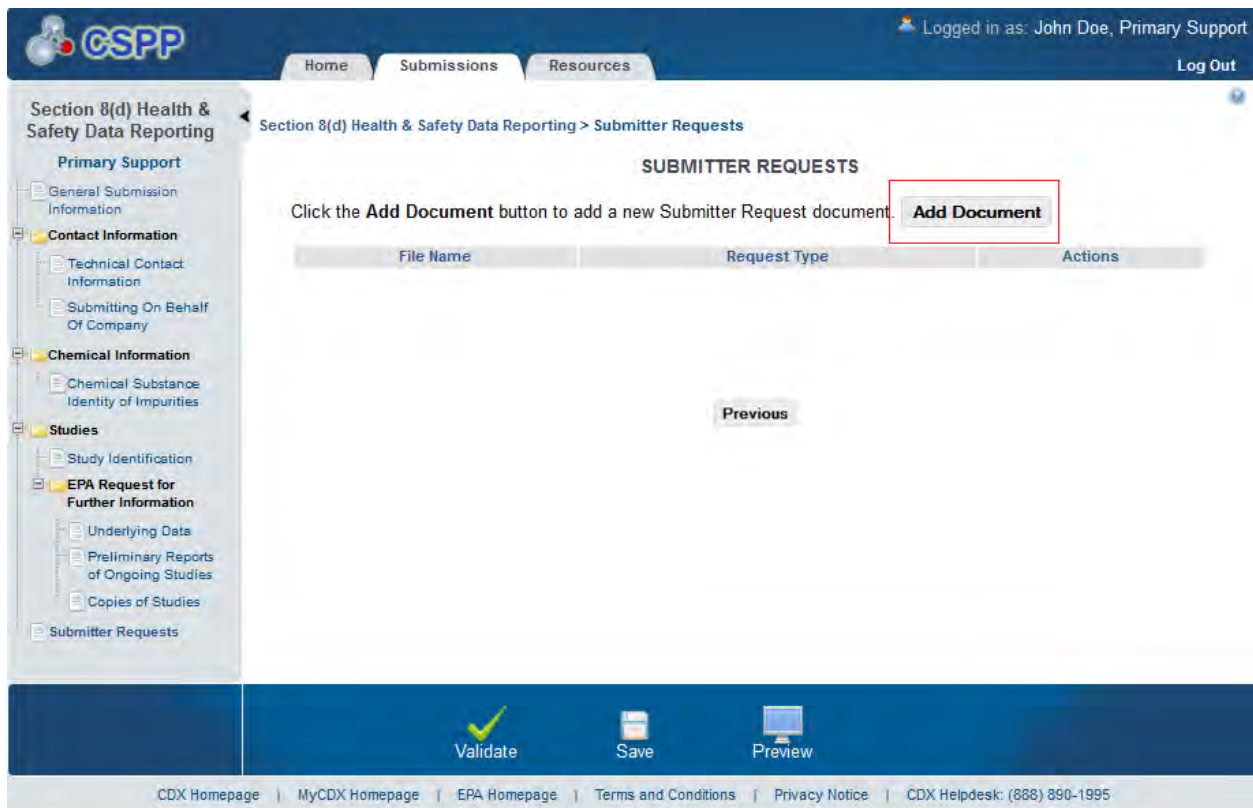 CSPP
Logged in as: John Doe, Primary Support
Home Submissions Resources
Log Out
Section 8(d) Health &
Safety Data Reporting
Primary Support
General Submission
Information
Contact Information
Technical Contact
Information
Submitting On Behalf
Of Company
Chemical Information
Chemical Substance
Identity of Impurities
Studies
Study Identification
EPA Request for
Further Information
Underlying Data
Preliminary Reports
of Ongoing Studies
Copies of Studies
Submitter Requests
Section 8(d) Health & Safety Data Reporting > Submitter Requests
SUBMITTER REQUESTS
Click the Add Document button to add a new Submitter Request document. Add Document
File Name Request Type Actions
Previous
Validate Save Preview
CDX Homepage | MyCDX Homepage | EPA Homepage | Terms and Conditions | Privacy Notice | CDX Helpdesk: (888) 890-1995